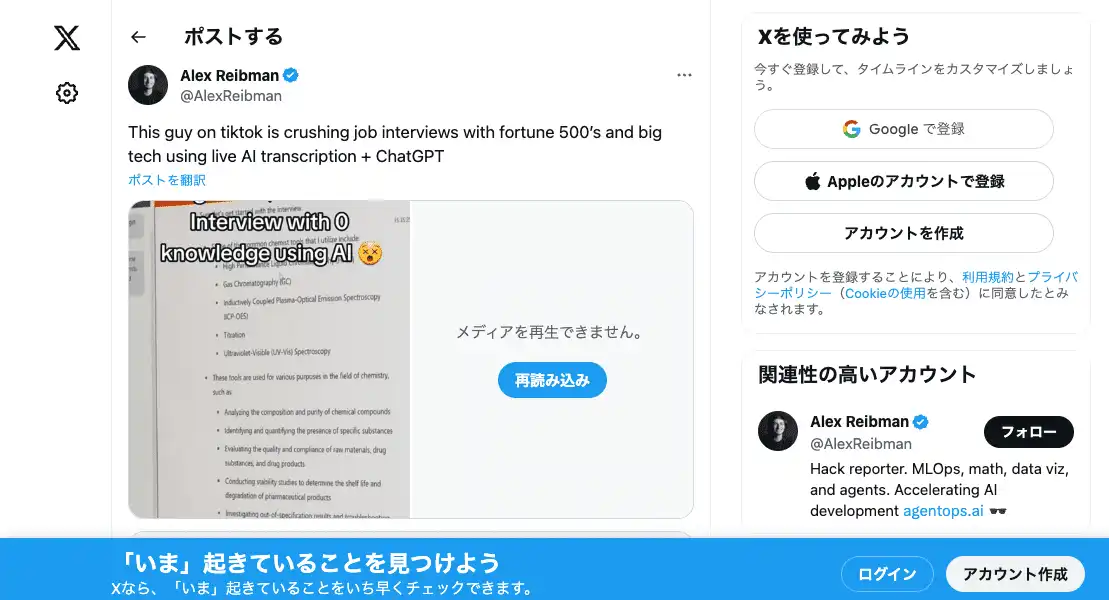 ポストする
Alex Reibman
@AlexReibman
This guy on tiktok is crushing job interviews with fortune 500's and big
tech using live AI transcription + ChatGPT
ポストを翻訳
get started with the interview.
Interview with 0
knowledge using AI 😵
common chemist tools that I utilize include
High Performance Liquid
Gas Chromatography (GC)
Inductively Coupled Plasma-Optical Emission Spectroscopy
(ICP-OES)
Titration
Ultraviolet-Visible (UV-Vis) Spectroscopy
These tools are used for various purposes in the field of chemistry,
such as
Analyzing the composition and purity of chemical compounds
Identifying and quantifying the presence of specific substances
Evaluating the quality and compliance of raw materials, drug
substances, and drug products
Conducting stability studies to determine the shelf life and
degradation of pharmaceutical products
Investigating out-of-specification results and troubleshooting
メディアを再生できません。
再読み込み
Xを使ってみよう
今すぐ登録して、タイムラインをカスタマイズしましょ
う。
Google で登録
Appleのアカウントで登録
アカウントを作成
アカウントを登録することにより、利用規約とプライバ
シーポリシー（Cookieの使用を含む）に同意したとみ
なされます。
関連性の高いアカウント
Alex Reibman
@AlexReibman
フォロー
Hack reporter. MLOps, math, data viz,
and agents. Accelerating AI
development agentops.ai 🕶️
「いま」起きていることを見つけよう
Xなら、「いま」起きていることをいち早くチェックできます。
ログイン
アカウント作成